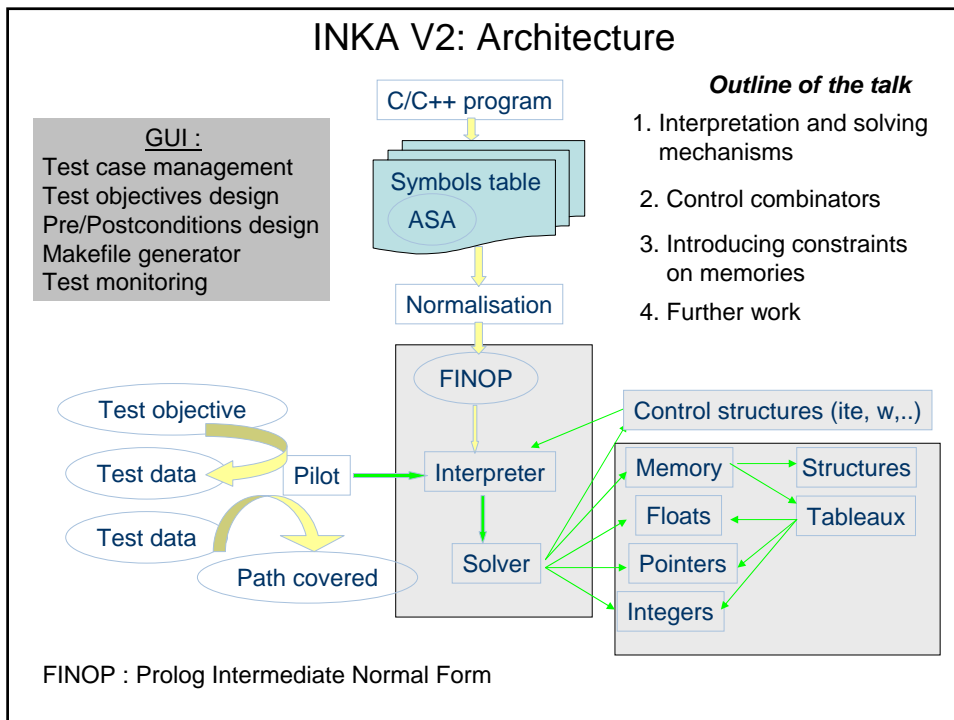 INKA V2: Architecture
C/C++ program
Symbols table
ASA
Normalisation
GUI :
Test case management
Test objectives design
Pre/Postconditions design
Makefile generator
Test monitoring
Outline of the talk
1. Interpretation and solving
mechanisms
2. Control combinators
3. Introducing constraints
on memories
4. Further work
FINOP
Interpreter
Solver
Test objective
Test data
Pilot
Test data
Path covered
Control structures (ite, w,..)
Memory
Structures
Floats
Tableaux
Pointers
Integers
FINOP : Prolog Intermediate Normal Form